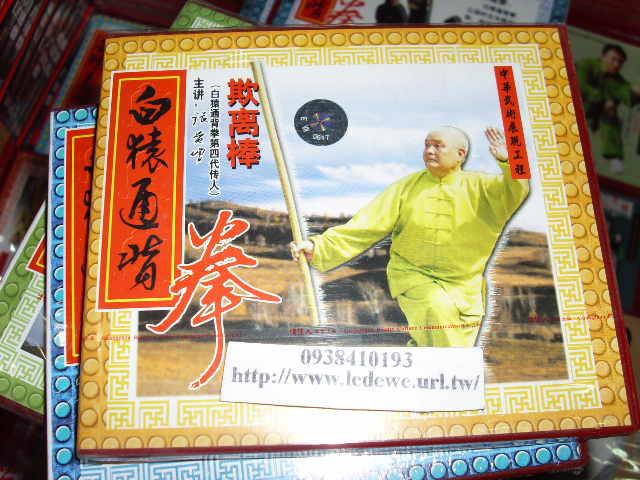 白猿通背
拳
欺离棒
(白猿通背拳第四代传人)
主讲:
中華武術展現工程
0938410193
http://www.ledewe.url.tw/